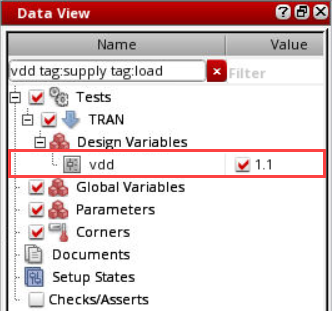 Data View
Name Value
vdd tag:supply tag:load Filter
Tests
TRAN
Design Variables
vdd 1.1
Global Variables
Parameters
Corners
Documents
Setup States
Checks/Asserts